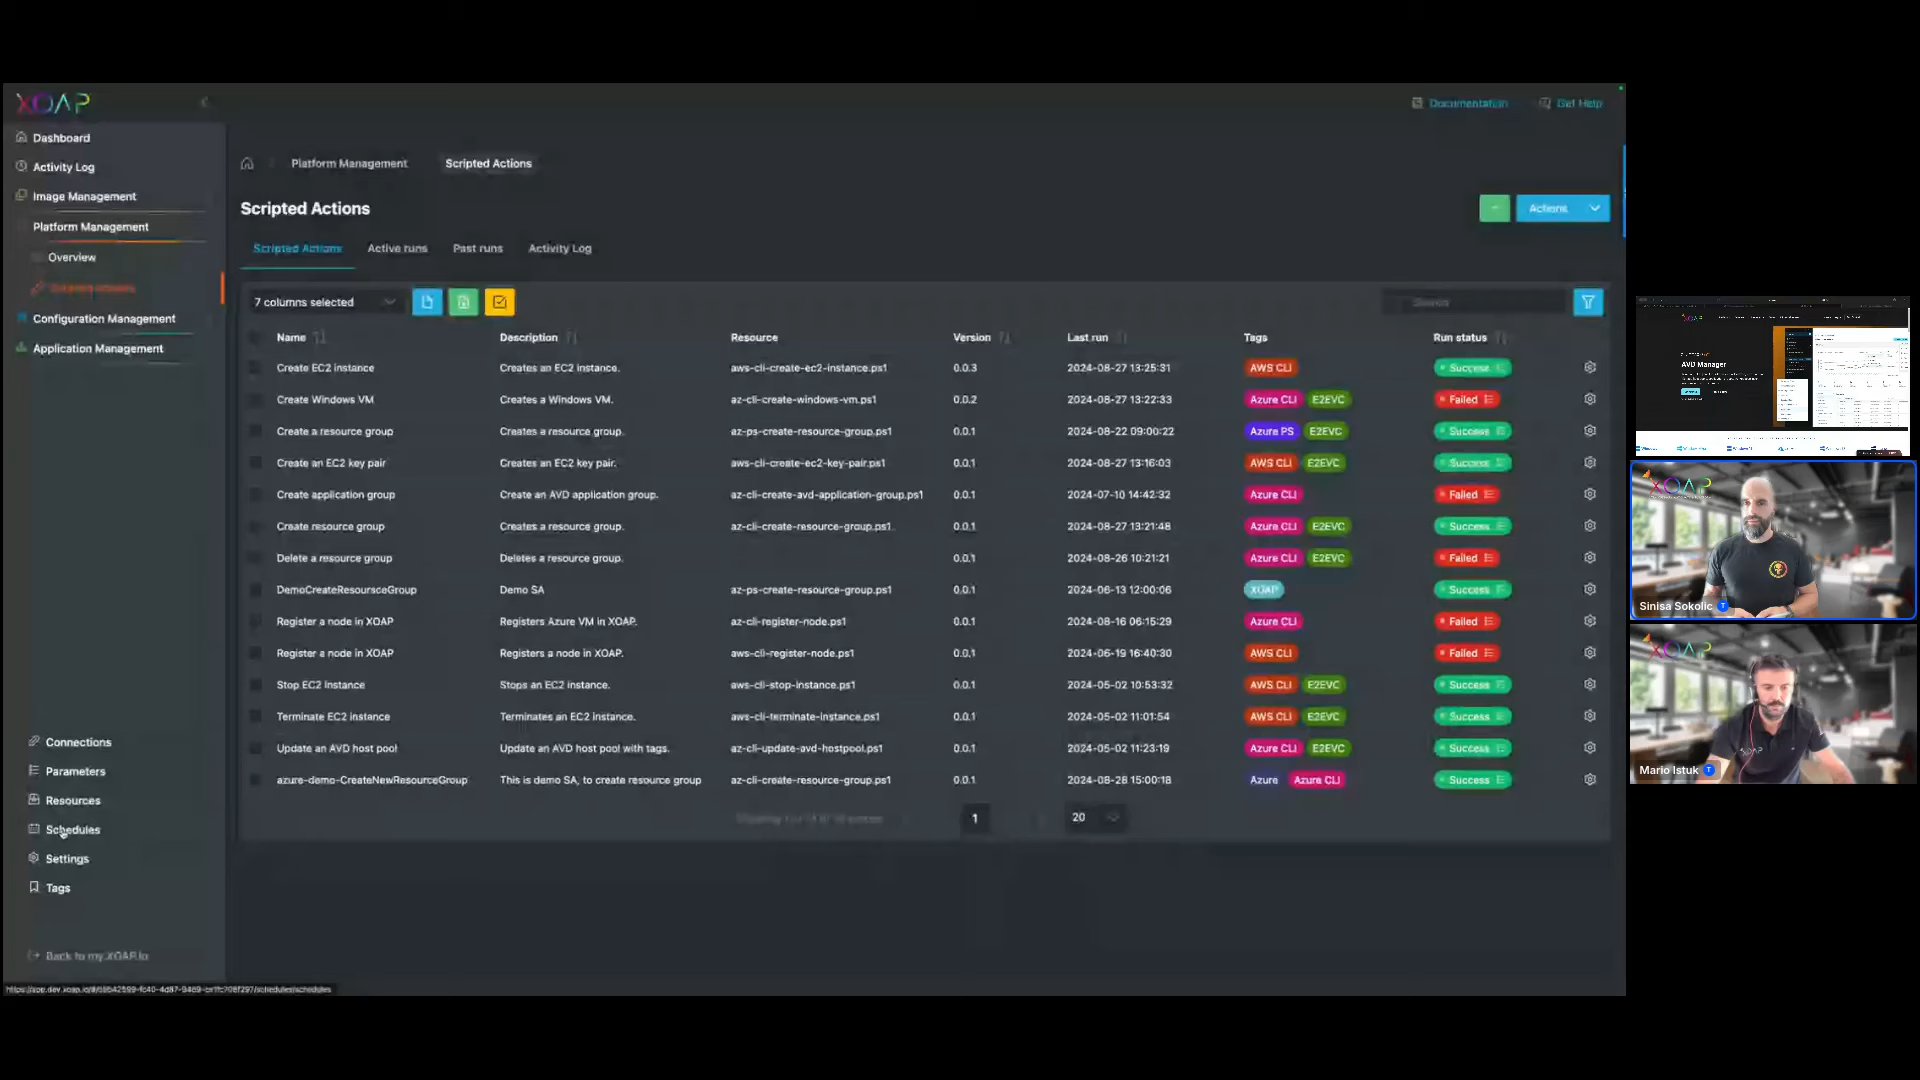 XOAP
Documentation
Get Help
Dashboard
Activity Log
Image Management
Platform Management
Overview
Configuration Management
Application Management
Connections
Parameters
Resources
Schedules
Settings
Tags
Back to my.XOAP.io
Platform Management
Scripted Actions
Scripted Actions
Actions
Scripted Actions Active runs Past runs Activity Log
7 columns selected
Search
Name Description Resource Version Last run Tags Run status
Create EC2 instance Creates an EC2 instance. aws-cli-create-ec2-instance.ps1 0.0.3 2024-08-27 13:25:31 AWS CLI Success
Create Windows VM Creates a Windows VM. az-cli-create-windows-vm.ps1 0.0.2 2024-08-27 13:22:33 Azure CLI E2EVC Failed
Create a resource group Creates a resource group. az-ps-create-resource-group.ps1 0.0.1 2024-08-22 09:00:22 Azure PS E2EVC Success
Create an EC2 key pair Creates an EC2 key pair. aws-cli-create-ec2-key-pair.ps1 0.0.1 2024-08-27 13:16:03 AWS CLI E2EVC Success
Create application group Create an AVD application group. az-cli-create-avd-application-group.ps1 0.0.1 2024-07-10 14:42:32 Azure CLI Failed
Create resource group Creates a resource group. az-cli-create-resource-group.ps1 0.0.1 2024-08-27 13:21:48 Azure CLI E2EVC Success
Delete a resource group Deletes a resource group. 0.0.1 2024-08-26 10:21:21 Azure CLI E2EVC Failed
DemoCreateResoursceGroup Demo SA az-ps-create-resource-group.ps1 0.0.1 2024-06-13 12:00:06 XOAP Success
Register a node in XOAP Registers Azure VM in XOAP. az-cli-register-node.ps1 0.0.1 2024-08-16 06:15:29 Azure CLI Failed
Register a node in XOAP Registers a node in XOAP. aws-cli-register-node.ps1 0.0.1 2024-06-19 16:40:30 AWS CLI Failed
Stop EC2 instance Stops an EC2 instance. aws-cli-stop-instance.ps1 0.0.1 2024-05-02 10:53:32 AWS CLI E2EVC Success
Terminate EC2 instance Terminates an EC2 instance. aws-cli-terminate-instance.ps1 0.0.1 2024-05-02 11:01:54 AWS CLI E2EVC Success
Update an AVD host pool Update an AVD host pool with tags. az-cli-update-avd-hostpool.ps1 0.0.1 2024-05-02 11:23:19 Azure CLI E2EVC Success
azure-demo-CreateNewResourceGroup This is demo SA, to create resource group az-cli-create-resource-group.ps1 0.0.1 2024-08-28 15:00:18 Azure Azure CLI Success
1 20
AVD Manager
XOAP
Sinisa Sokolic T
XOAP
Mario Istuk T